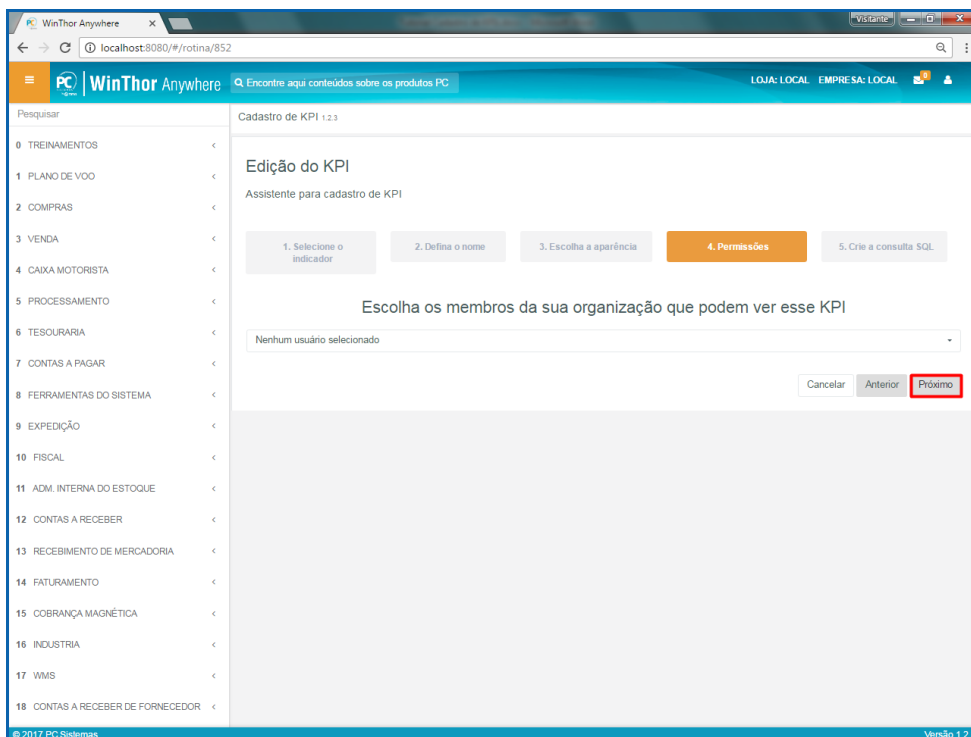 WinThor Anywhere
Visitante
localhost:8080/#/rotina/852
PC | WinThor Anywhere
Encontre aqui conteúdos sobre os produtos PC
LOJA: LOCAL EMPRESA: LOCAL
0
Pesquisar
Cadastro de KPI 1.2.3
0 TREINAMENTOS
1 PLANO DE VOO
2 COMPRAS
3 VENDA
4 CAIXA MOTORISTA
5 PROCESSAMENTO
6 TESOURARIA
7 CONTAS A PAGAR
8 FERRAMENTAS DO SISTEMA
9 EXPEDIÇÃO
10 FISCAL
11 ADM. INTERNA DO ESTOQUE
12 CONTAS A RECEBER
13 RECEBIMENTO DE MERCADORIA
14 FATURAMENTO
15 COBRANÇA MAGNÉTICA
16 INDUSTRIA
17 WMS
18 CONTAS A RECEBER DE FORNECEDOR
Edição do KPI
Assistente para cadastro de KPI
1. Selecione o
indicador
2. Defina o nome
3. Escolha a aparência
4. Permissões
5. Crie a consulta SQL
Escolha os membros da sua organização que podem ver esse KPI
Nenhum usuário selecionado
Cancelar
Anterior
Próximo
© 2017 PC Sistemas
Versão 1.2